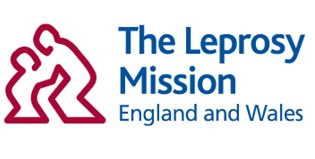 The Leprosy
Mission
England and Wales